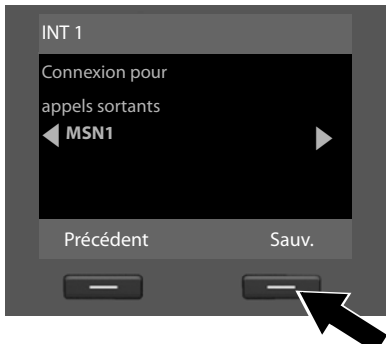 INT 1
Connexion pour
appels sortants
MSN1
Précédent Sauv.